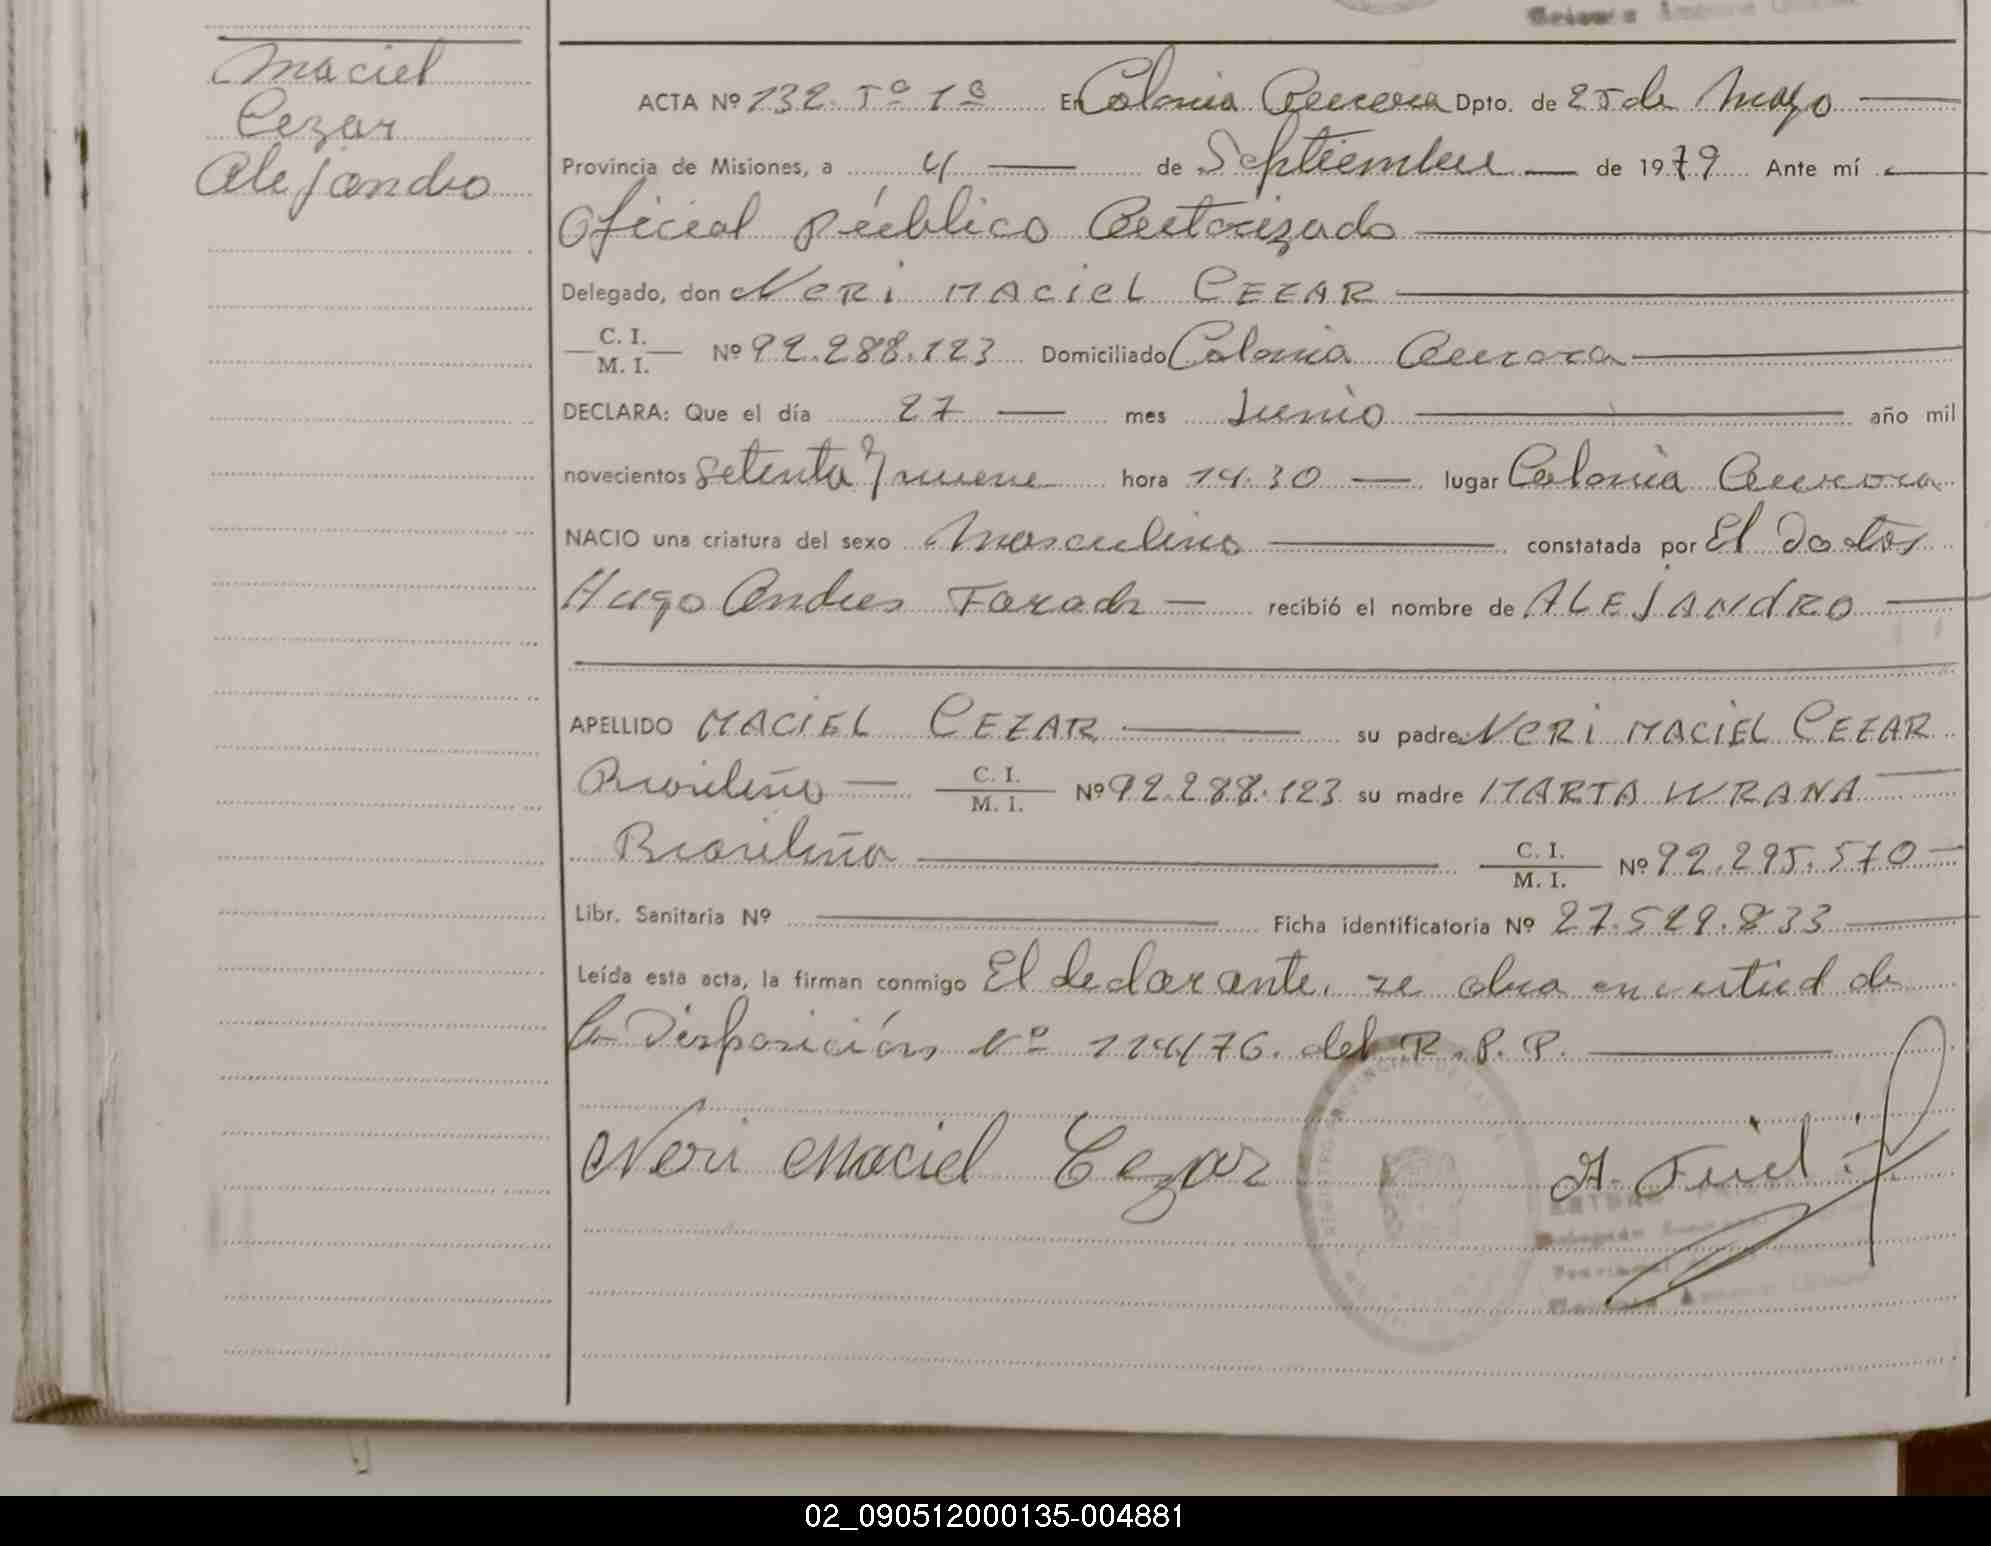 Maciel
Cezar
Alejandro
ACTA Nº 132. Tº 1º En Colonia Aurora Dpto. de 25 de Mayo
Provincia de Misiones, a 4 de Septiembre de 1979 Ante mí
Oficial Público Autorizado
Delegado, don NERI MACIEL CEZAR
C. I.
M. I. Nº 92.288.123 Domiciliado Colonia Aurora
DECLARA: Que el día 27 mes Junio año mil
novecientos setenta y nueve hora 14.30 lugar Colonia Aurora
NACIO una criatura del sexo Masculino constatada por El Doctor
Hugo Andres recibió el nombre de ALEJANDRO
APELLIDO MACIEL CEZAR su padre NERI MACIEL CEZAR
Brasileño C. I. M. I. Nº 92.288.123 su madre MARTA WRANA
Brasileña C. I. M. I. Nº 92.295.570
Libr. Sanitaria Nº Ficha identificatoria Nº 27.529.833
Leída esta acta, la firman conmigo El declarante, se obra en virtud de
la Disposición Nº 114/76. del R. P. P.
Neri Maciel Cezar
02_090512000135-004881